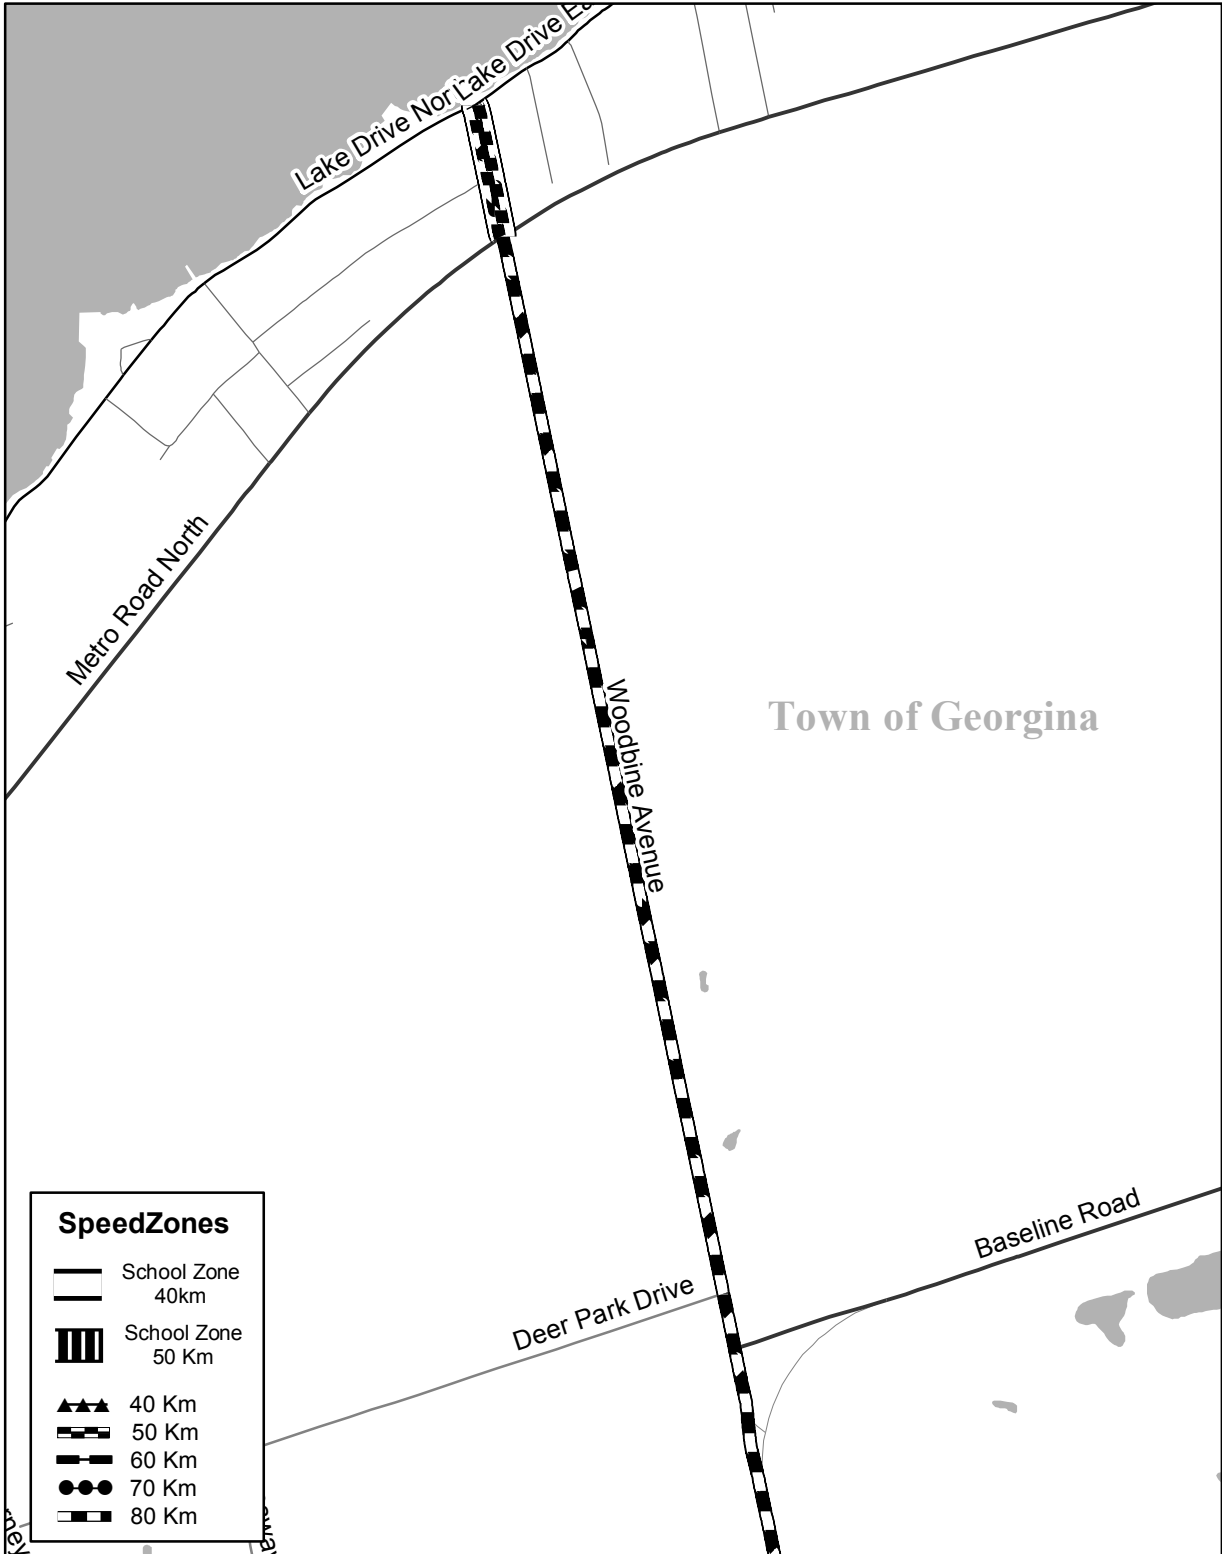 Lake Drive Ea
Lake Drive Nor
Metro Road North
Woodbine Avenue
Town of Georgina
Baseline Road
Deer Park Drive
SpeedZones
School Zone
40km
School Zone
50 Km
40 Km
50 Km
60 Km
70 Km
80 Km